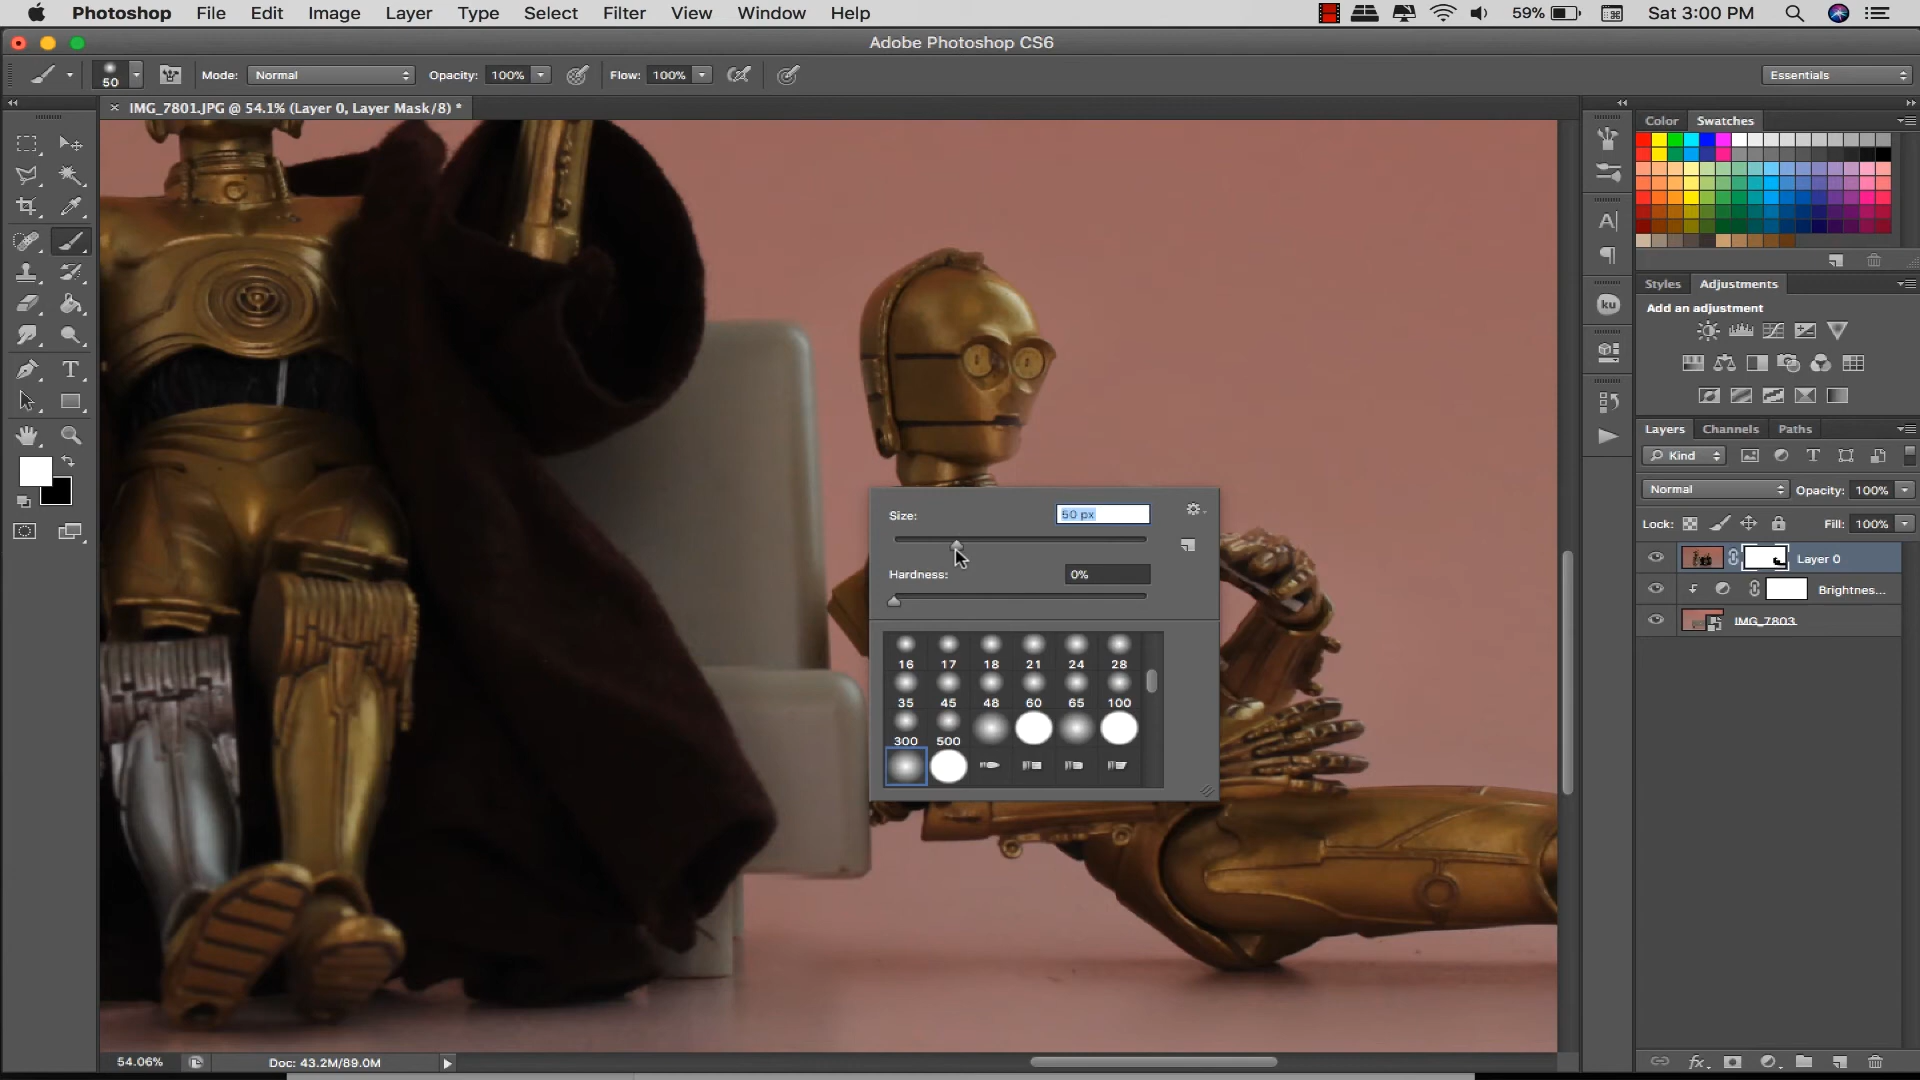 Photoshop File Edit Image Layer Type Select Filter View Window Help 59% Sat 3:00 PM
Adobe Photoshop CS6
50 Mode: Normal Opacity: 100% Flow: 100% Essentials
× IMG_7801.JPG @ 54.1% (Layer 0, Layer Mask/8) *
Color Swatches
Styles Adjustments
Add an adjustment
Layers Channels Paths
Kind
Normal Opacity: 100%
Lock: Fill: 100%
Layer 0
Brightnes...
IMG_7803
ku
Size: 50 px
Hardness: 0%
16 17 18 21 24 28
35 45 48 60 65 100
300 500
54.06% Doc: 43.2M/89.0M